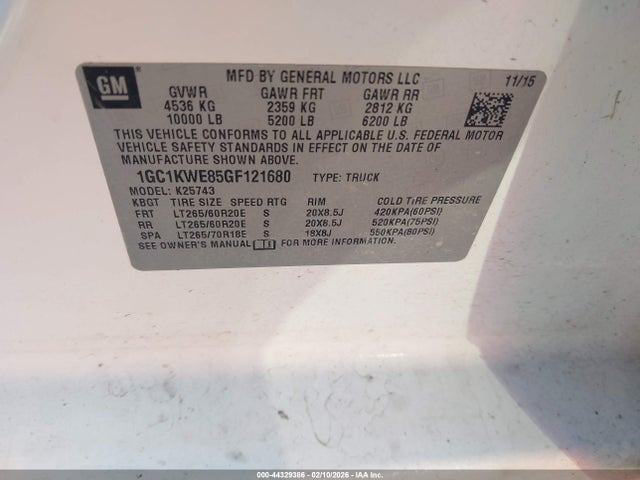 GM
MFD BY GENERAL MOTORS LLC 11/15
GVWR GAWR FRT GAWR RR
4536 KG 2359 KG 2812 KG
10000 LB 5200 LB 6200 LB
THIS VEHICLE CONFORMS TO ALL APPLICABLE U.S. FEDERAL MOTOR
VEHICLE SAFETY STANDARDS IN EFFECT ON THE DATE OF
MANUFACTURE SHOWN ABOVE.
1GC1KWE85GF121680 TYPE: TRUCK
MODEL: K25743
KBGT TIRE SIZE SPEED RTG RIM COLD TIRE PRESSURE
FRT LT265/60R20E S 20X8.5J 420KPA(60PSI)
RR LT265/60R20E S 20X8.5J 520KPA(75PSI)
SPA LT265/70R18E S 18X8J 550KPA(80PSI)
SEE OWNER'S MANUAL FOR MORE INFORMATION.
000-44329386 - 02/10/2026 - IAAI, Inc. Copyright